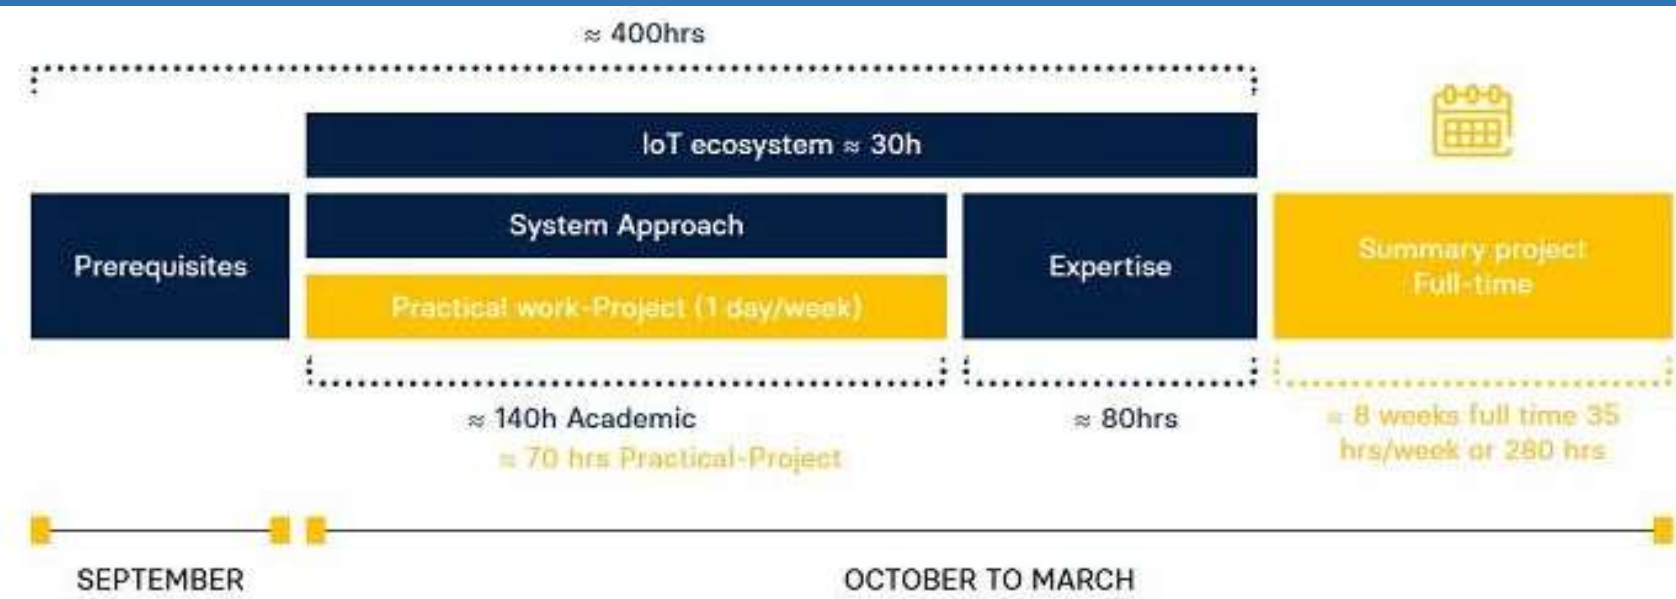 ≈ 400hrs
IoT ecosystem ≈ 30h
Prerequisites
System Approach
Practical work-Project (1 day/week)
Expertise
Summary project
Full-time
≈ 140h Academic
≈ 70 hrs Practical-Project
≈ 80hrs
≈ 8 weeks full time 35
hrs/week or 280 hrs
SEPTEMBER
OCTOBER TO MARCH